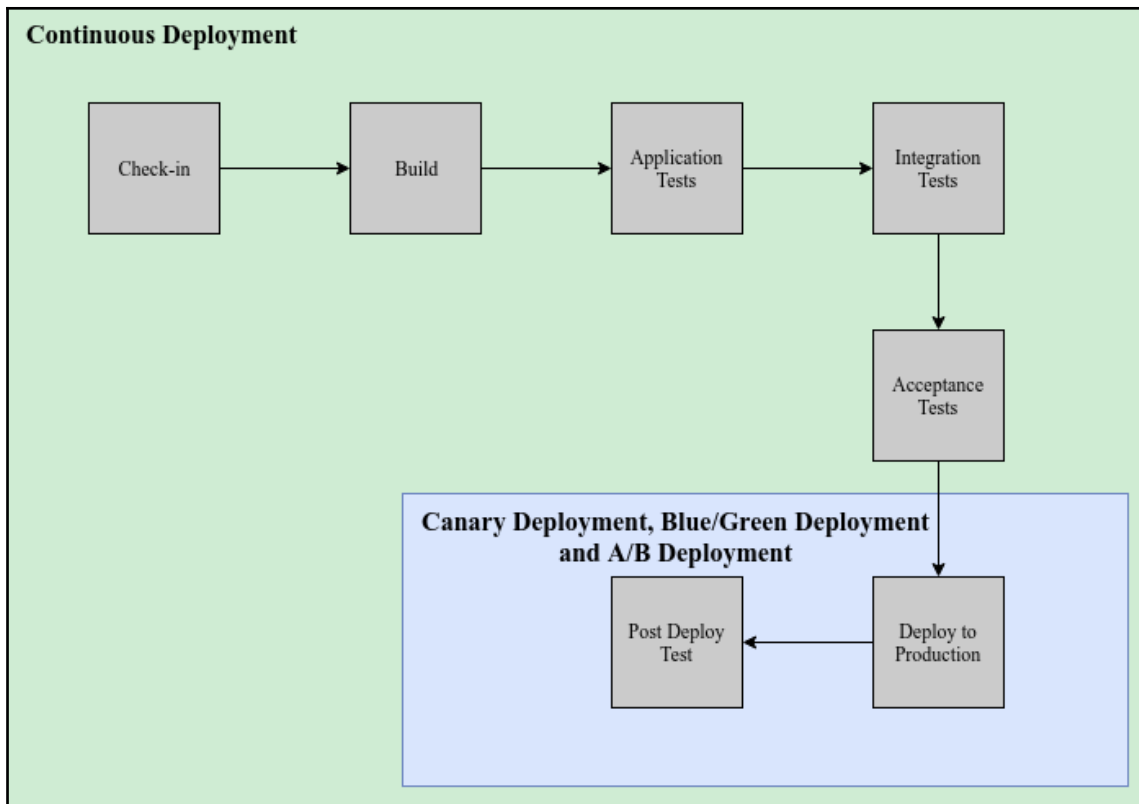 Continuous Deployment
Check-in
Build
Application
Tests
Integration
Tests
Acceptance
Tests
Canary Deployment, Blue/Green Deployment
and A/B Deployment
Post Deploy
Test
Deploy to
Production